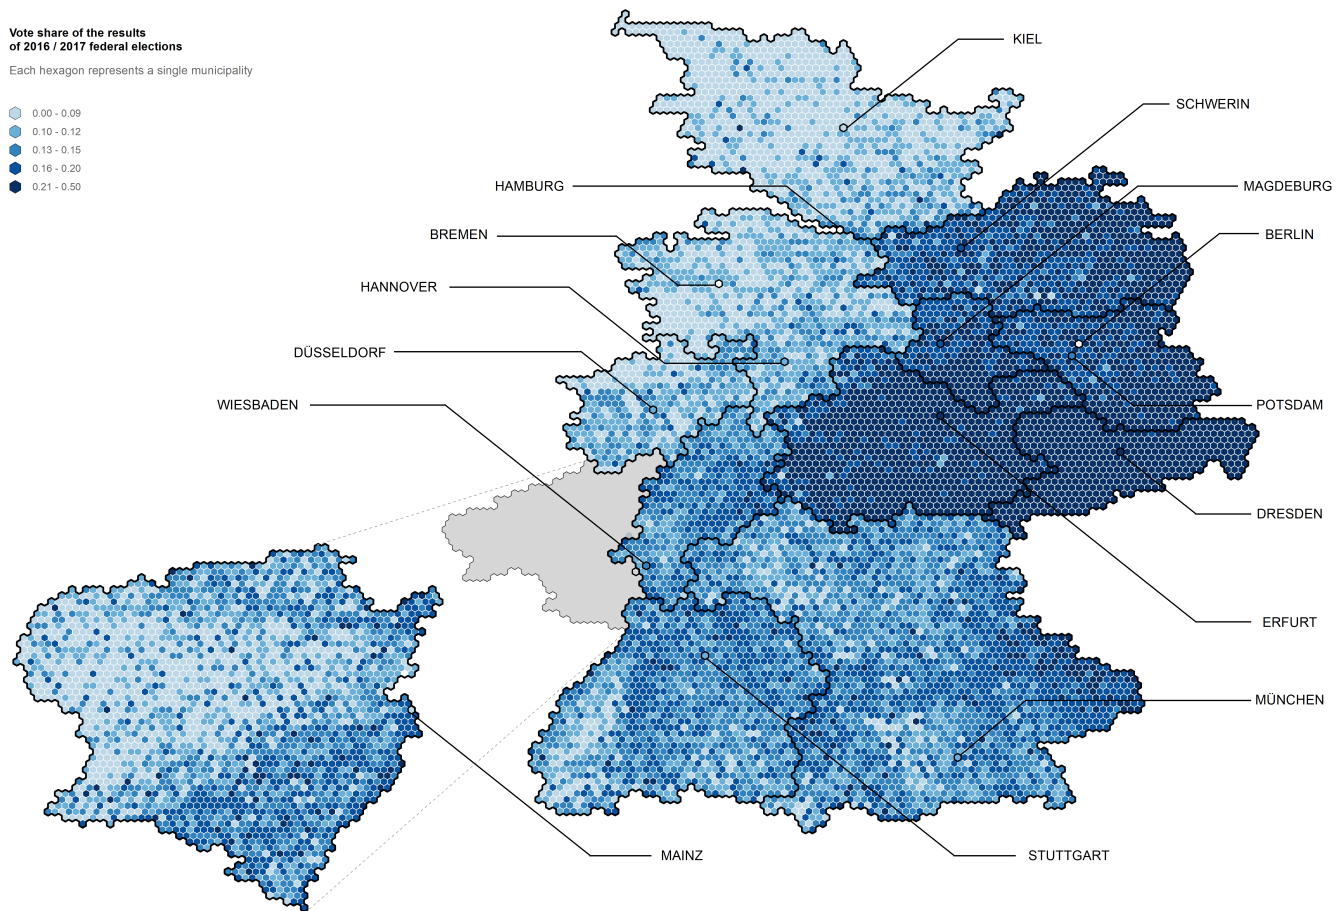 Vote share of the results
of 2016 / 2017 federal elections
Each hexagon represents a single municipality
0.00 - 0.09
0.10 - 0.12
0.13 - 0.15
0.16 - 0.20
0.21 - 0.50
KIEL
SCHWERIN
HAMBURG
MAGDEBURG
BREMEN
BERLIN
HANNOVER
DÜSSELDORF
WIESBADEN
POTSDAM
DRESDEN
ERFURT
MÜNCHEN
MAINZ
STUTTGART